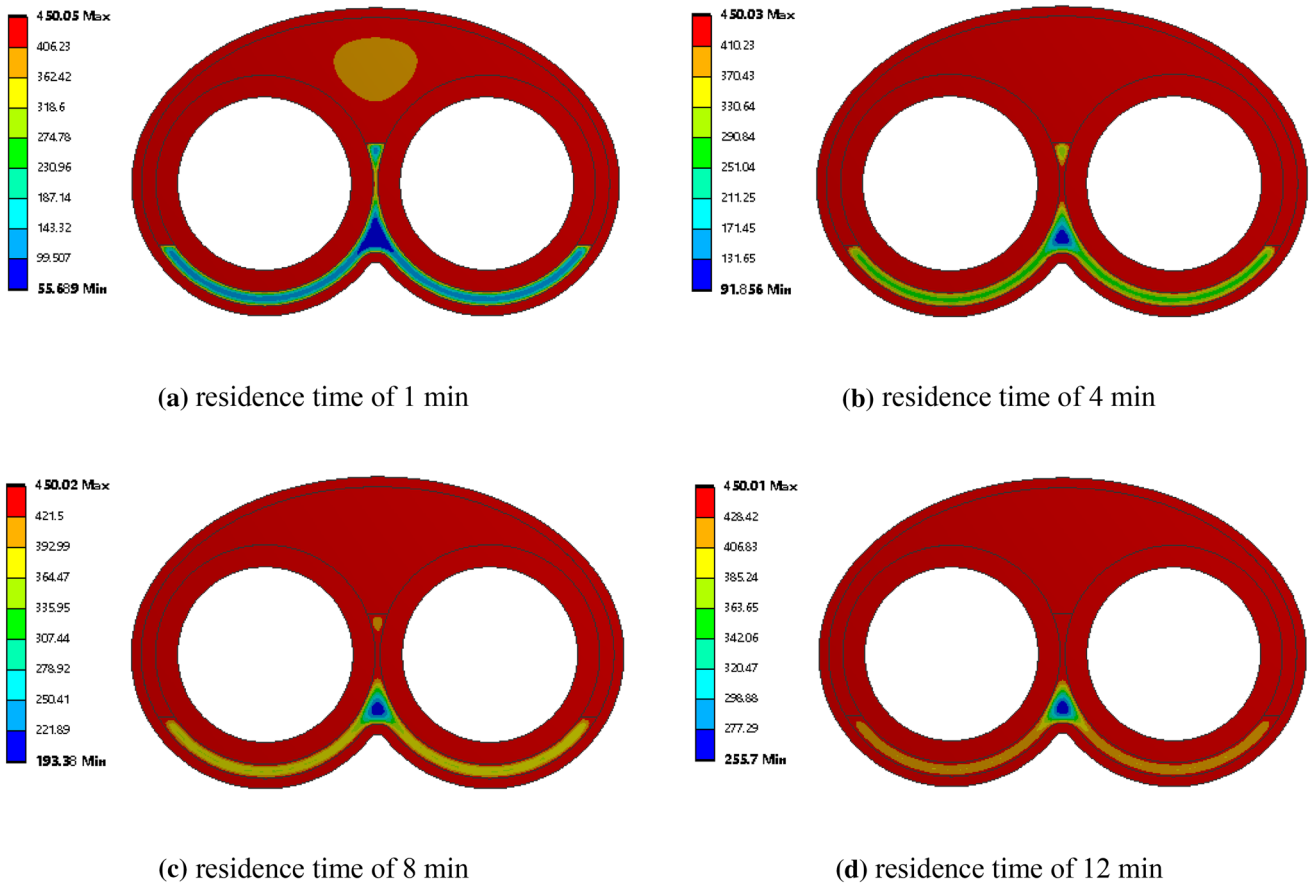 450.05 Max
406.23
362.42
318.6
274.78
230.96
187.14
143.32
99.507
55.689 Min
(a) residence time of 1 min
450.03 Max
410.23
370.43
330.64
290.84
251.04
211.25
171.45
131.65
91.856 Min
(b) residence time of 4 min
450.02 Max
421.5
392.99
364.47
335.95
307.44
278.92
250.41
221.89
193.38 Min
(c) residence time of 8 min
450.01 Max
428.42
406.83
385.24
363.65
342.06
320.47
298.88
277.29
255.7 Min
(d) residence time of 12 min